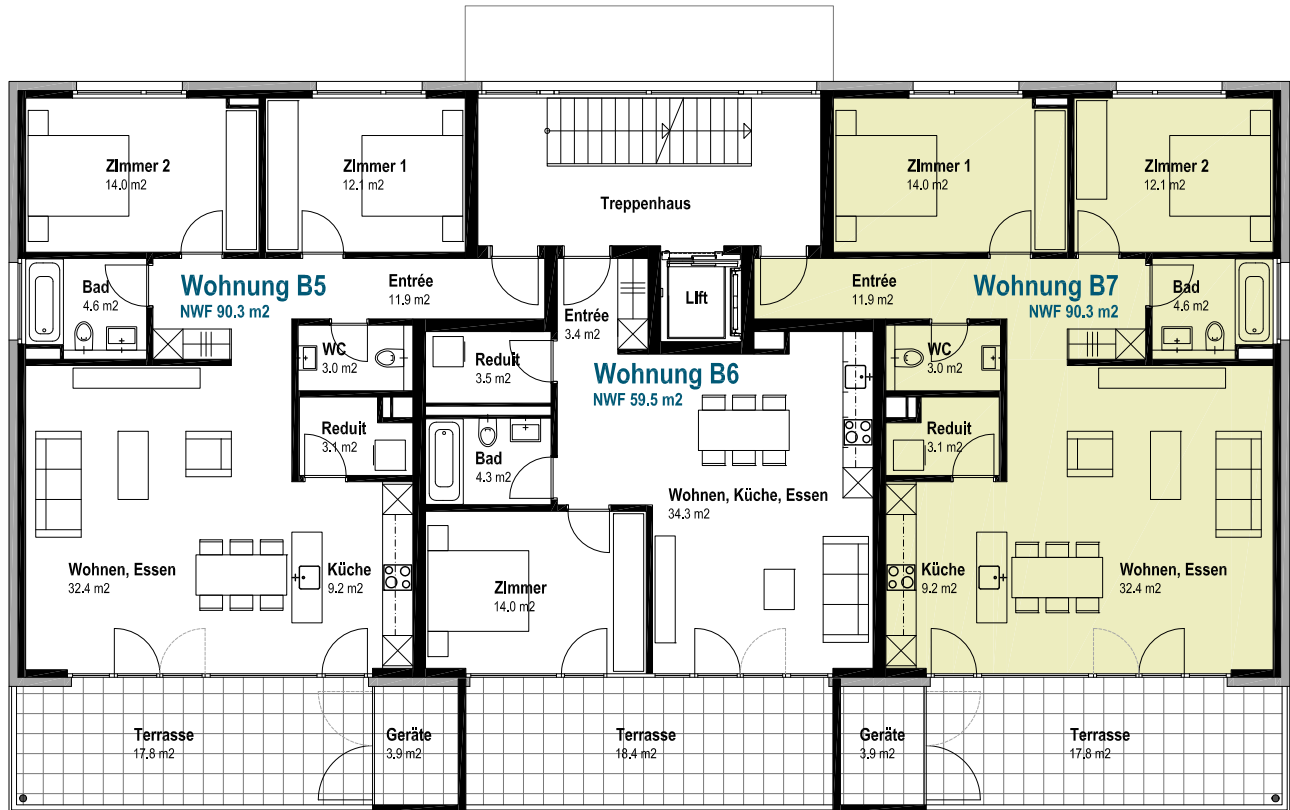 ZImmer 2
14.0 m2
ZImmer 1
12.1 m2
Treppenhaus
ZImmer 1
14.0 m2
ZImmer 2
12.1 m2
Bad
4.6 m2
Wohnung B5
NWF 90.3 m2
Entrée
11.9 m2
Entrée
3.4 m2
LIft
Entrée
11.9 m2
Wohnung B7
NWF 90.3 m2
Bad
4.6 m2
WC
3.0 m2
Reduit
3.5 m2
Wohnung B6
NWF 59.5 m2
WC
3.0 m2
Reduit
3.1 m2
Bad
4.3 m2
Wohnen, Küche, Essen
34.3 m2
Reduit
3.1 m2
Wohnen, Essen
32.4 m2
Küche
9.2 m2
ZImmer
14.0 m2
Küche
9.2 m2
Wohnen, Essen
32.4 m2
Terrasse
17.8 m2
Geräte
3.9 m2
Terrasse
18.4 m2
Geräte
3.9 m2
Terrasse
17.8 m2